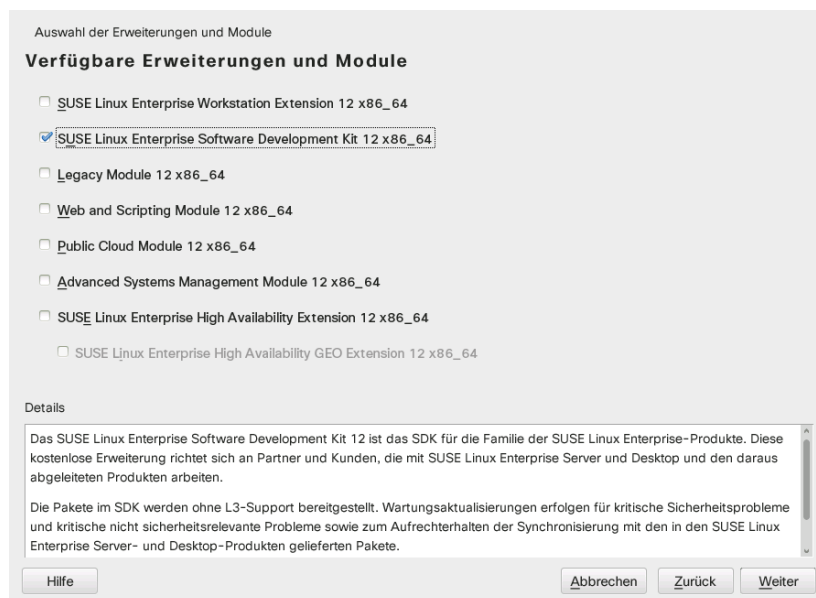 Auswahl der Erweiterungen und Module
Verfügbare Erweiterungen und Module
SUSE Linux Enterprise Workstation Extension 12 x86_64
SUSE Linux Enterprise Software Development Kit 12 x86_64
Legacy Module 12 x86_64
Web and Scripting Module 12 x86_64
Public Cloud Module 12 x86_64
Advanced Systems Management Module 12 x86_64
SUSE Linux Enterprise High Availability Extension 12 x86_64
SUSE Linux Enterprise High Availability GEO Extension 12 x86_64
Details
Das SUSE Linux Enterprise Software Development Kit 12 ist das SDK für die Familie der SUSE Linux Enterprise-Produkte. Diese
kostenlose Erweiterung richtet sich an Partner und Kunden, die mit SUSE Linux Enterprise Server und Desktop und den daraus
abgeleiteten Produkten arbeiten.
Die Pakete im SDK werden ohne L3-Support bereitgestellt. Wartungsaktualisierungen erfolgen für kritische Sicherheitsprobleme
und kritische nicht sicherheitsrelevante Probleme sowie zum Aufrechterhalten der Synchronisierung mit den in den SUSE Linux
Enterprise Server- und Desktop-Produkten gelieferten Pakete.
Hilfe Abbrechen Zurück Weiter